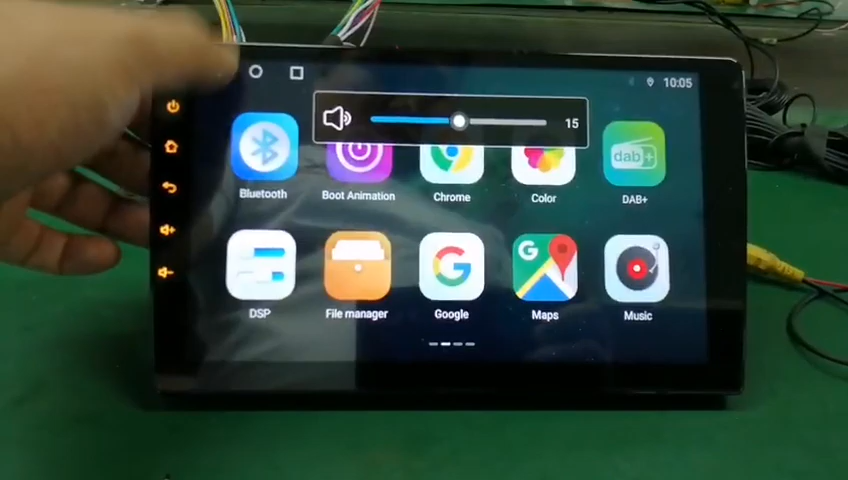 10:05
15
Bluetooth
Boot Animation
Chrome
Color
dab+
DAB+
DSP
File manager
Google
Maps
Music